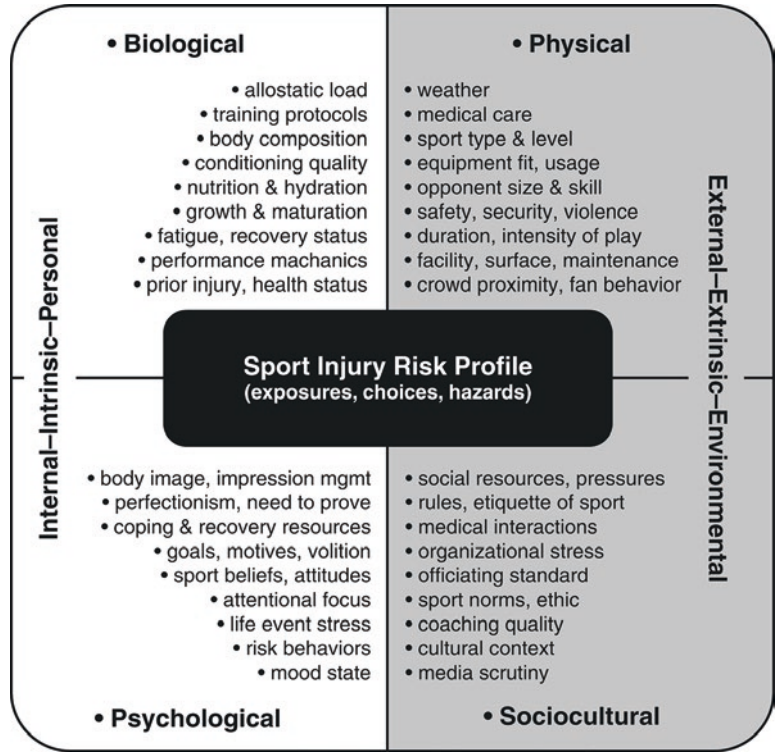 • Biological
• allostatic load
• training protocols
• body composition
• conditioning quality
• nutrition & hydration
• growth & maturation
• fatigue, recovery status
• performance machanics
• prior injury, health status
• Physical
• weather
• medical care
• sport type & level
• equipment fit, usage
• opponent size & skill
• safety, security, violence
• duration, intensity of play
• facility, surface, maintenance
• crowd proximity, fan behavior
Internal–Intrinsic–Personal
Sport Injury Risk Profile
(exposures, choices, hazards)
External–Extrinsic–Environmental
• body image, impression mgmt
• perfectionism, need to prove
• coping & recovery resources
• goals, motives, volition
• sport beliefs, attitudes
• attentional focus
• life event stress
• risk behaviors
• mood state
• Psychological
• social resources, pressures
• rules, etiquette of sport
• medical interactions
• organizational stress
• officiating standard
• sport norms, ethic
• coaching quality
• cultural context
• media scrutiny
• Sociocultural